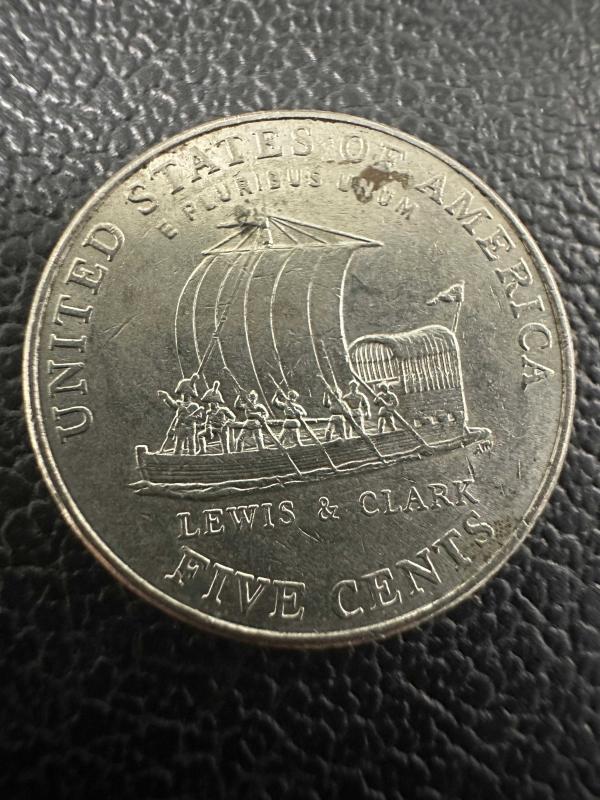 UNITED STATES OF AMERICA
E PLURIBUS UNUM
LEWIS & CLARK
FIVE CENTS